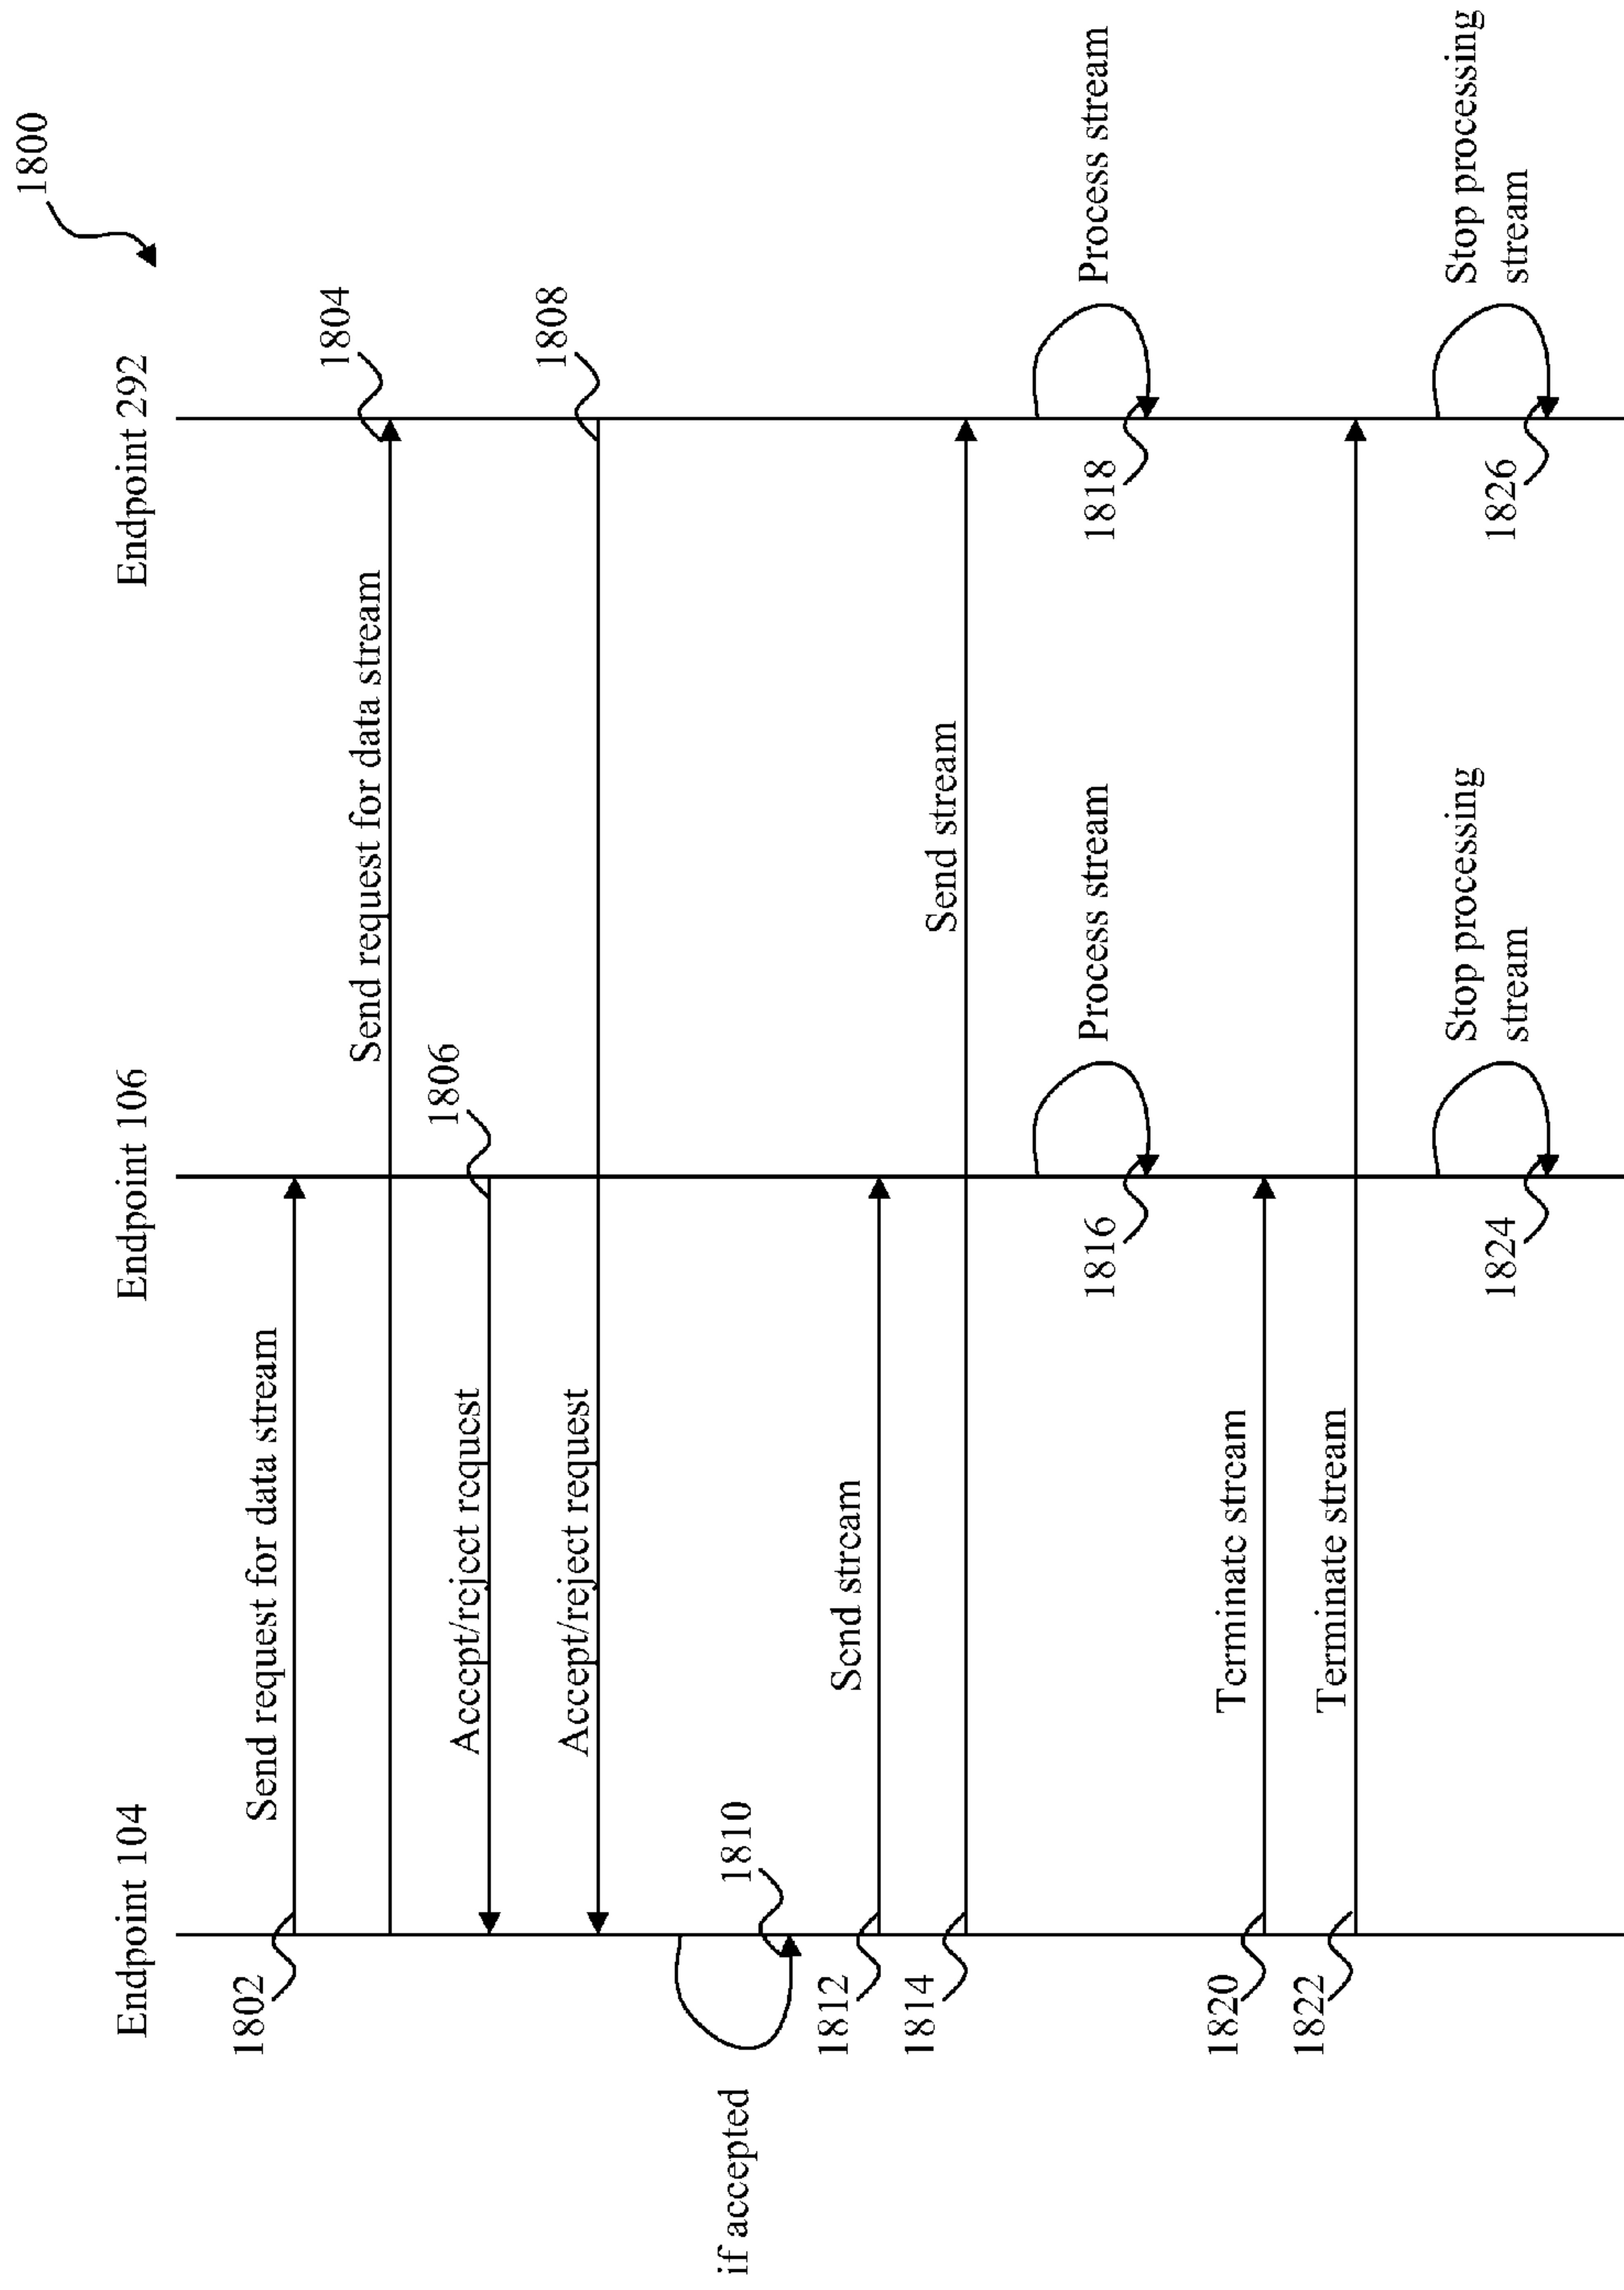 1800
Endpoint 104
Endpoint 106
Endpoint 292
1802
Send request for data stream
1804
Send request for data stream
1806
Accept/reject request
1808
Accept/reject request
if accepted
1810
1812
Send stream
1814
Send stream
1816
Process stream
1818
Process stream
1820
Terminate stream
1822
Terminate stream
1824
Stop processing
stream
1826
Stop processing
stream